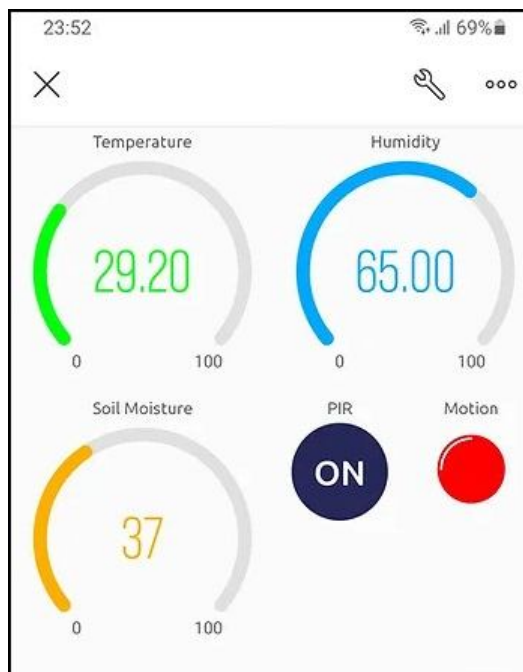 23:52 69%
Temperature Humidity
29.20 65.00
0 100 0 100
Soil Moisture PIR Motion
ON
37
0 100